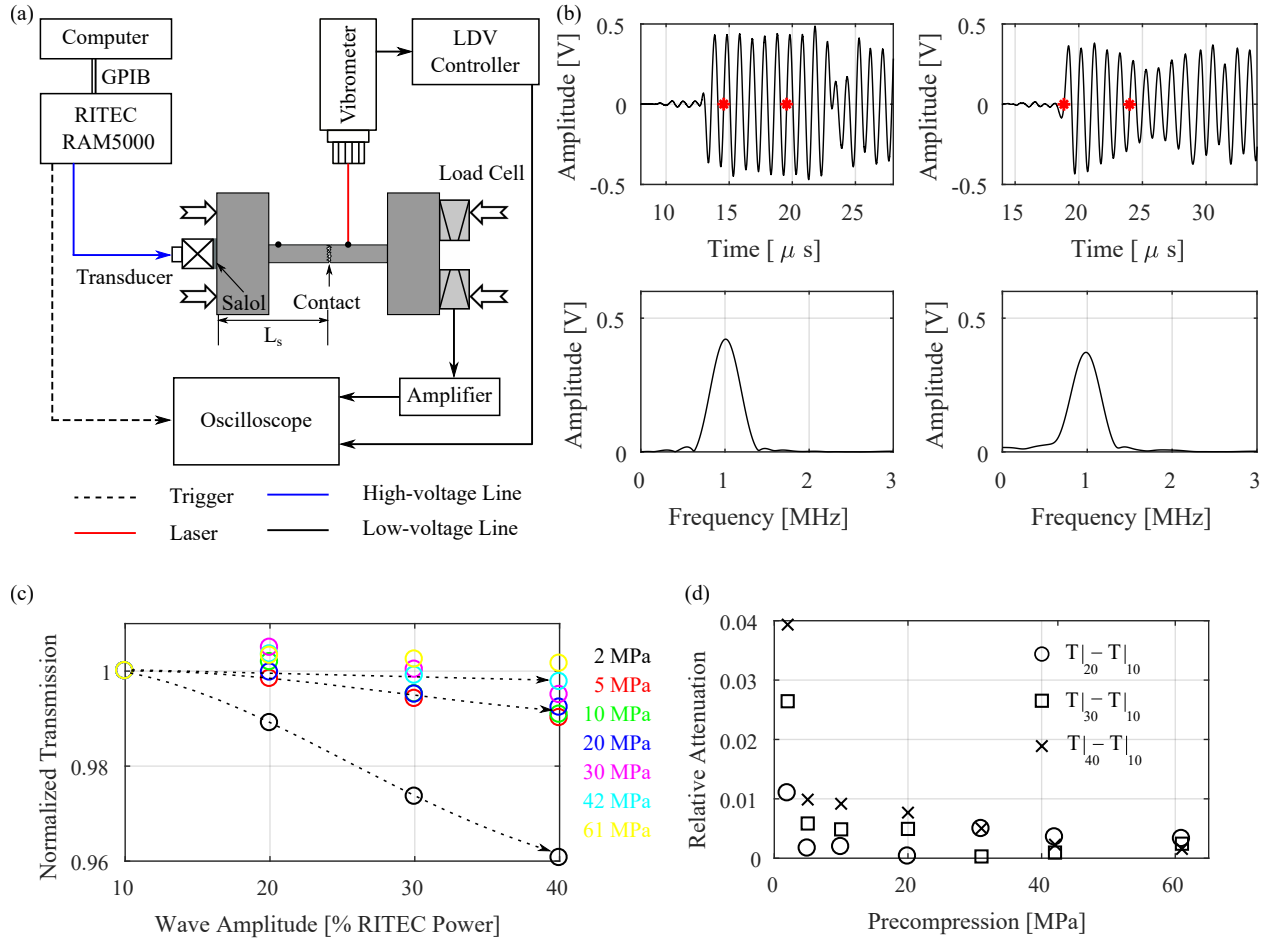 (a)
Computer
GPIB
RITEC
RAM5000
Vibrometer
LDV
Controller
Load Cell
Transducer
Salol
Contact
Lₛ
Amplifier
Oscilloscope
Trigger
High-voltage Line
Laser
Low-voltage Line
(b)
Amplitude [V]
0.5
0
-0.5
10 15 20 25
Time [ μ s]
Amplitude [V]
0.5
0
-0.5
14 20 25 30
Time [ μ s]
Amplitude [V]
0.5
0
0 1 2 3
Frequency [MHz]
Amplitude [V]
0.5
0
0 1 2 3
Frequency [MHz]
(c)
Normalized Transmission
1
0.98
0.96
10 20 30 40
Wave Amplitude [% RITEC Power]
2 MPa
5 MPa
10 MPa
20 MPa
30 MPa
42 MPa
61 MPa
(d)
Relative Attenuation
0.04
0.03
0.04
0.02
0.01
0
0 20 40 60
Precompression [MPa]
T|₂₀− T|₁₀
T|₃₀− T|₁₀
T|₄₀− T|₁₀